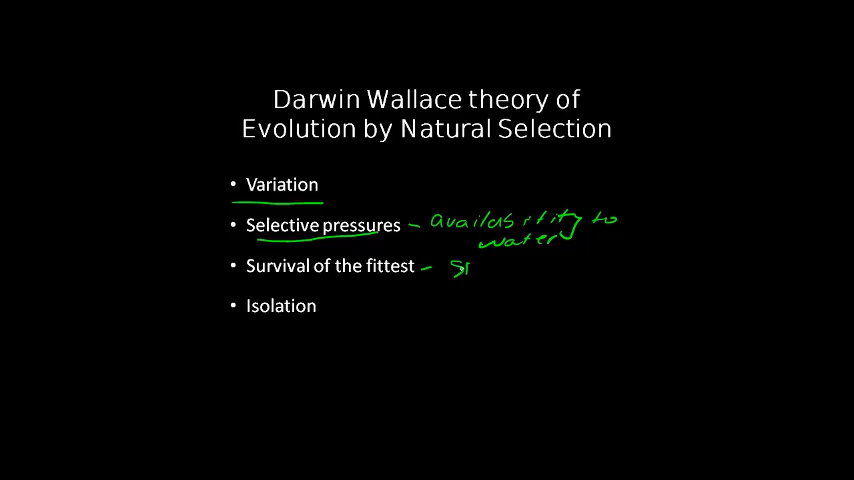 Darwin Wallace theory of
Evolution by Natural Selection
• Variation
• Selective pressures – availability to
water
• Survival of the fittest –
• Isolation